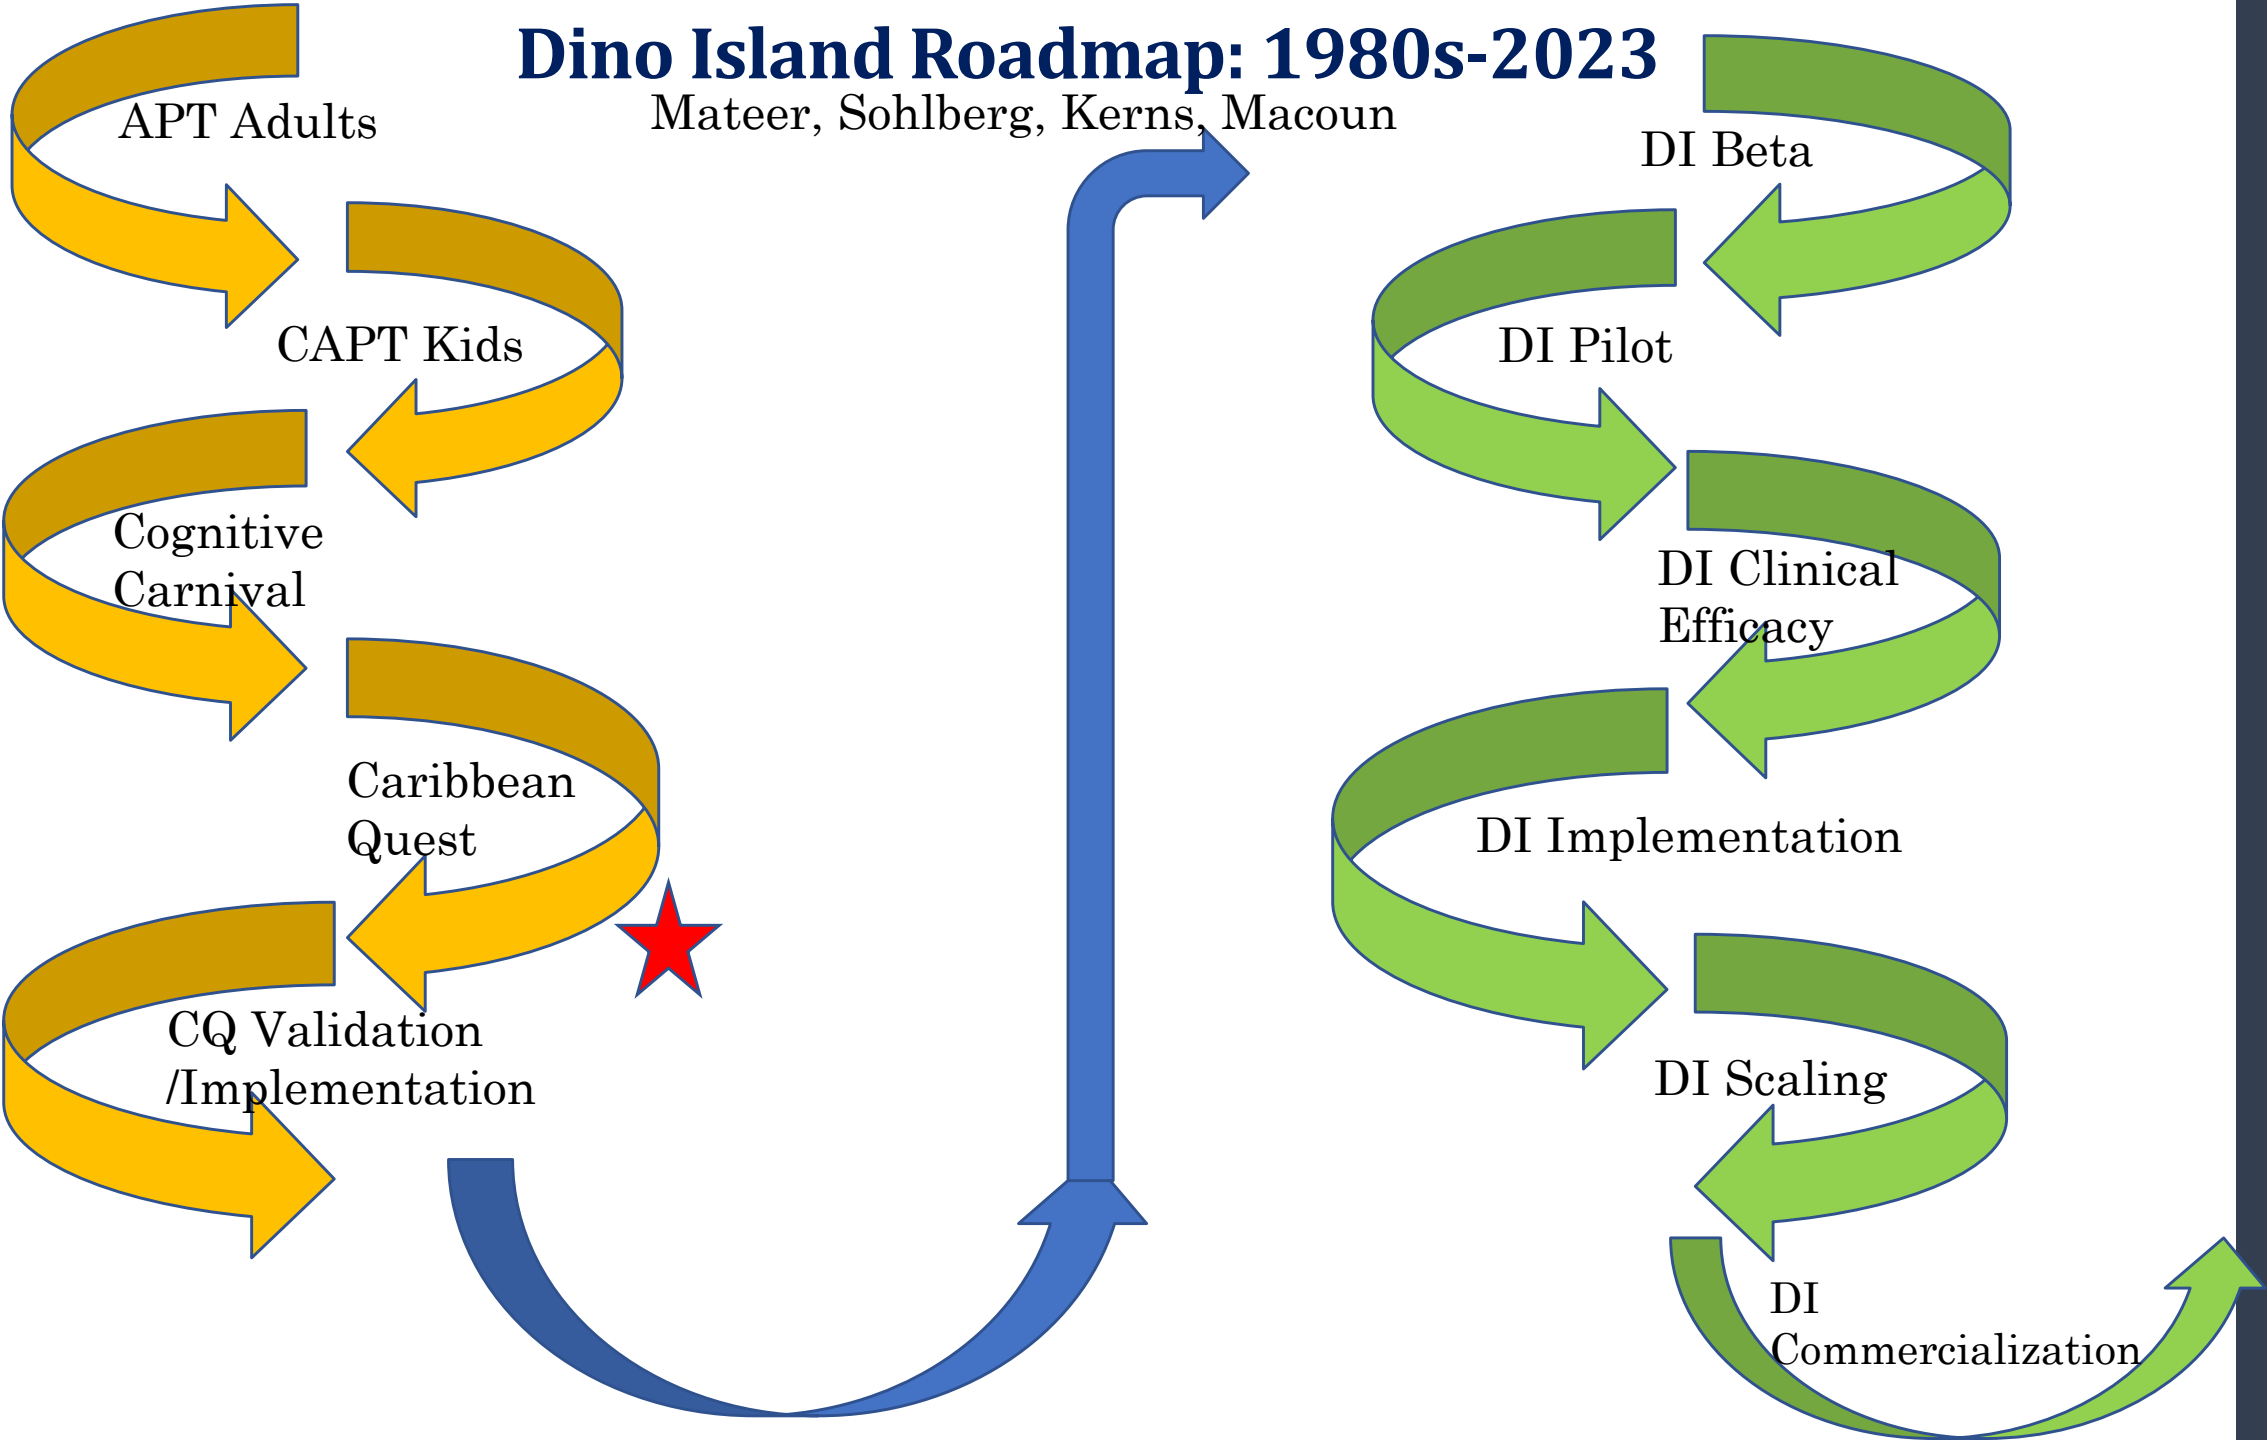 Dino Island Roadmap: 1980s-2023
Mateer, Sohlberg, Kerns, Macoun
APT Adults
CAPT Kids
Cognitive
Carnival
Caribbean
Quest
CQ Validation
/Implementation
DI Beta
DI Pilot
DI Clinical
Efficacy
DI Implementation
DI Scaling
DI
Commercialization